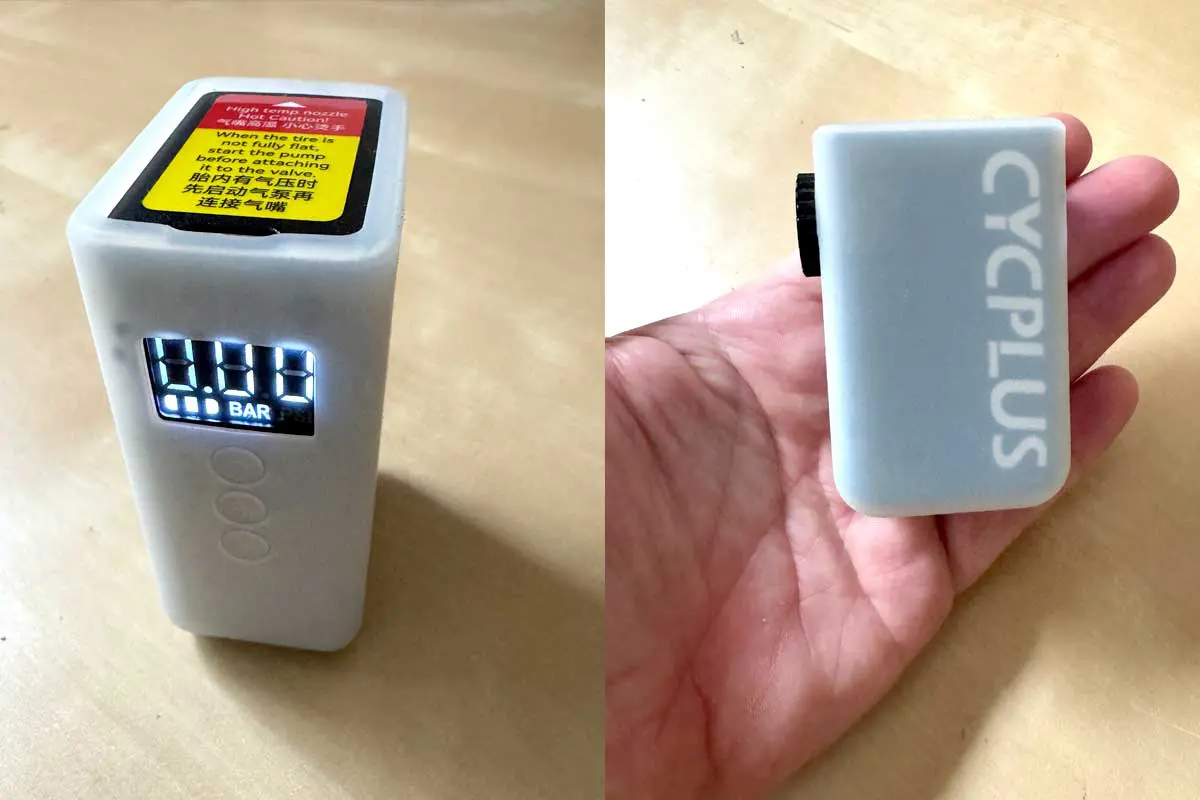 High temp nozzle
Hot Caution!
气嘴高温 小心烫手
When the tire is
not fully flat,
start the pump
before attaching
it to the valve.
胎内有气压时
先启动气泵再
连接气嘴
BAR
PSI
CYCPLUS